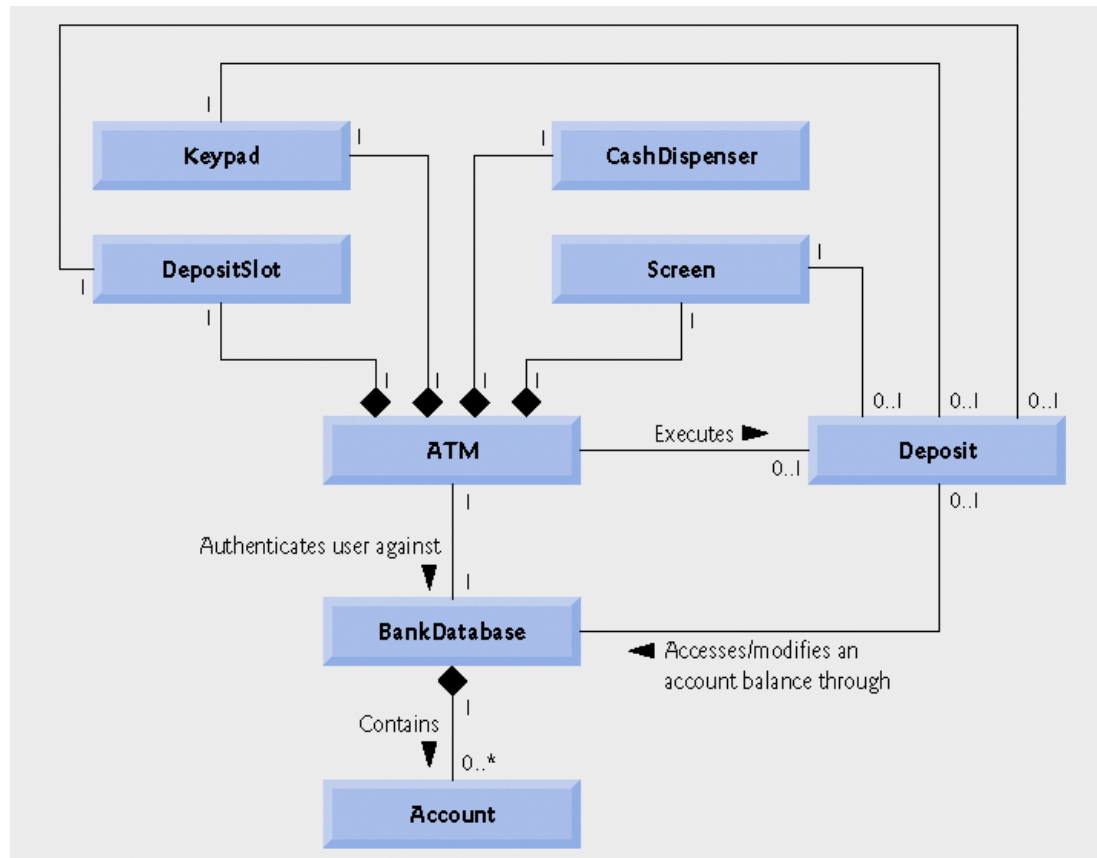 1
1
1
Keypad
CashDispenser
1
DepositSlot
Screen
1
1
1
1
1
1
1
0..1
0..1
0..1
Executes
ATM
Deposit
0..1
1
0..1
Authenticates user against
1
BankDatabase
Accesses/modifies an
account balance through
1
Contains
0..*
Account